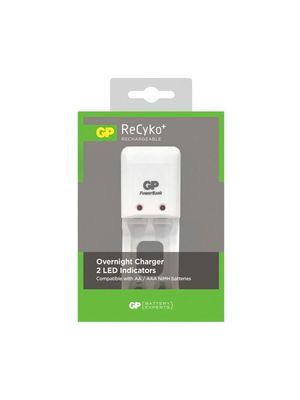 GP
ReCyko+
RECHARGEABLE
GP
PowerBank
Overnight Charger
2 LED Indicators
Compatible with AA / AAA NiMH batteries
GP
BATTERY
EXPERTS